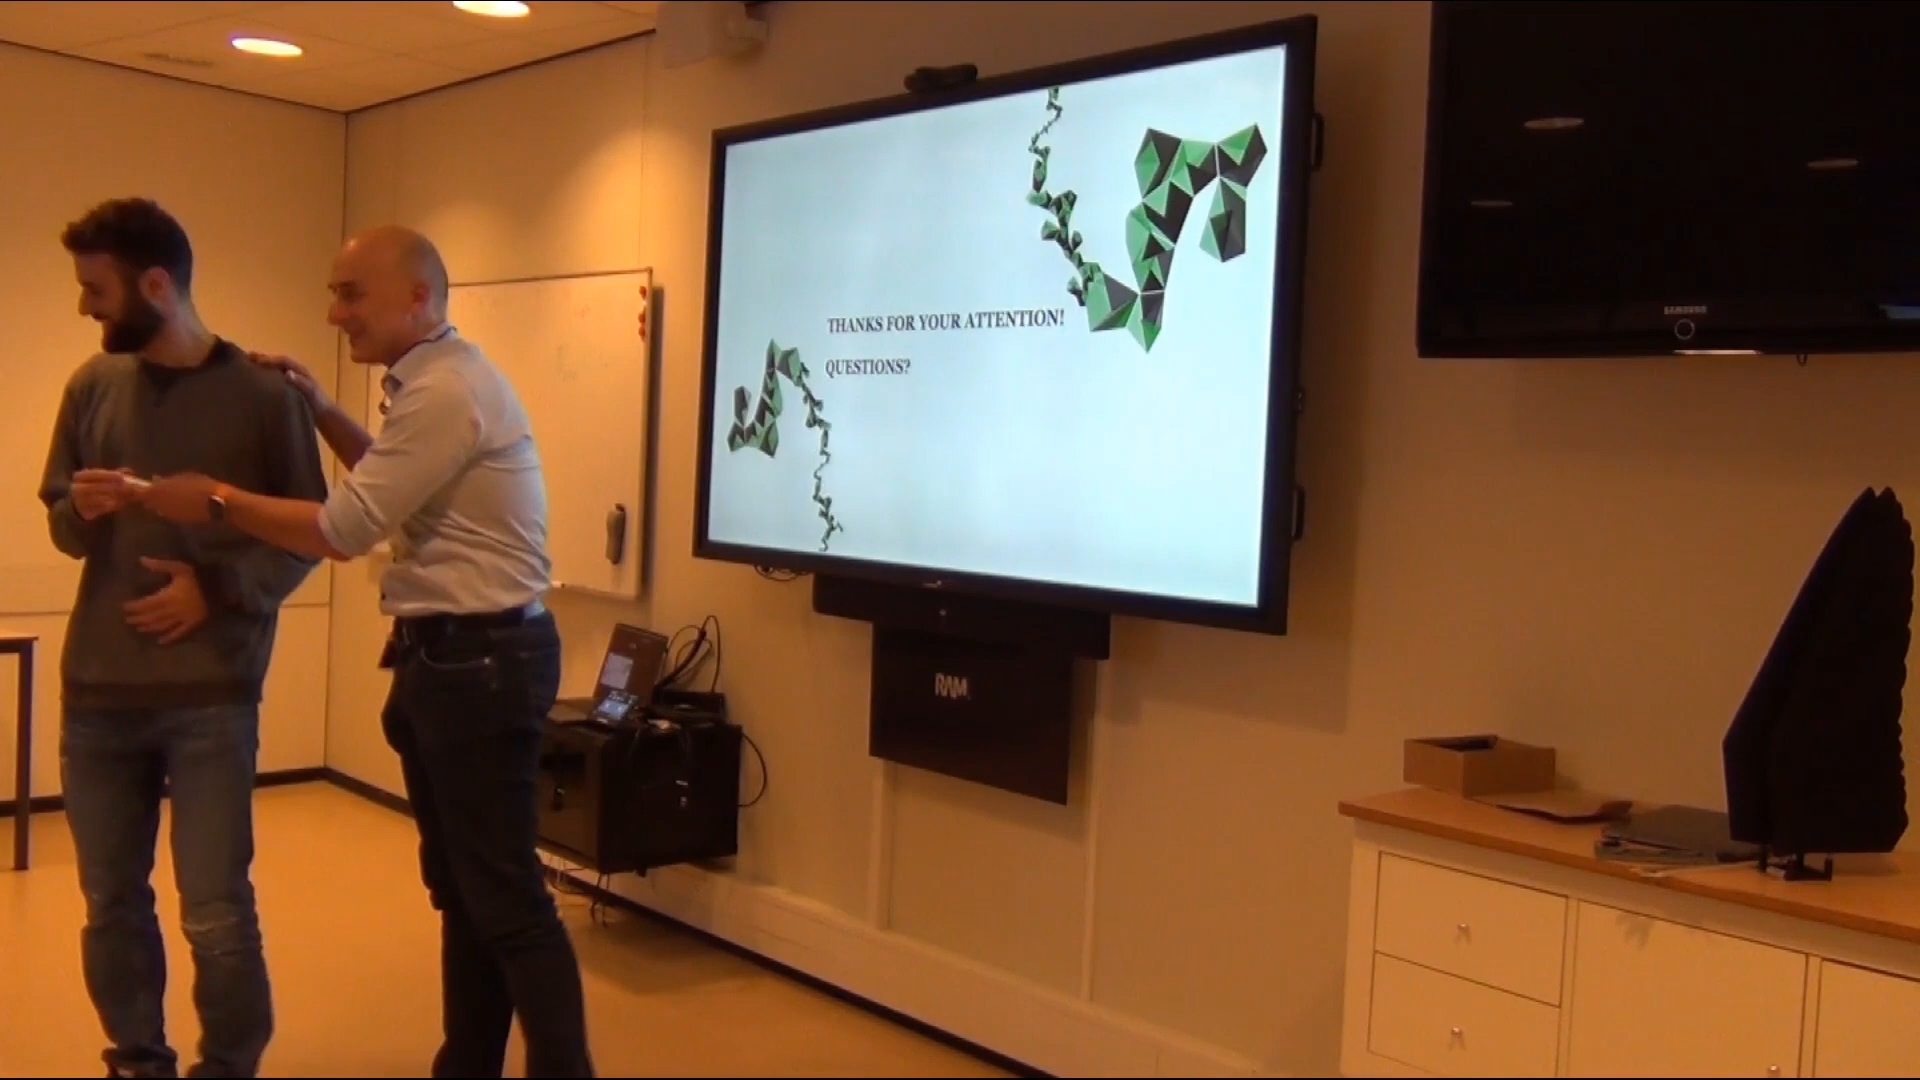 THANKS FOR YOUR ATTENTION!
QUESTIONS?
SAMSUNG
RAM